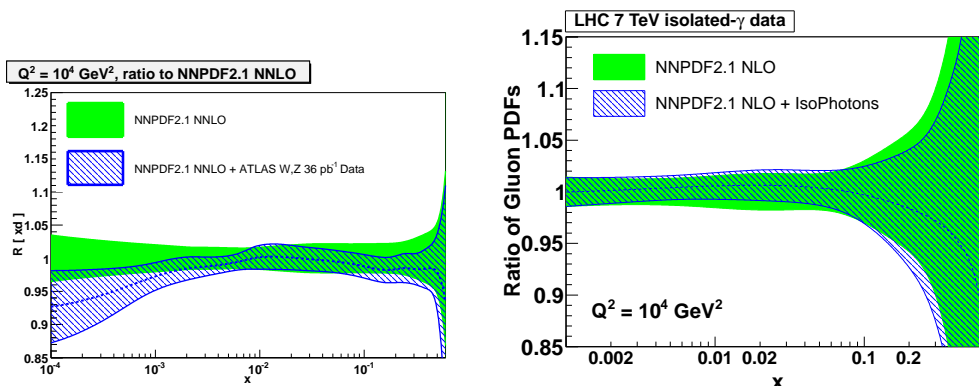 Q² = 10⁴ GeV², ratio to NNPDF2.1 NNLO
R [ xd ]
1.25
1.2
1.15
1.1
1.05
1
0.95
0.9
0.85
NNPDF2.1 NNLO
NNPDF2.1 NNLO + ATLAS W,Z 36 pb⁻¹ Data
10⁻⁴
10⁻³
10⁻²
10⁻¹
x
LHC 7 TeV isolated-γ data
Ratio of Gluon PDFs
1.15
1.1
1.05
1
0.95
0.9
0.85
NNPDF2.1 NLO
NNPDF2.1 NLO + IsoPhotons
Q² = 10⁴ GeV²
0.002
0.01
0.02
0.1
0.2
x